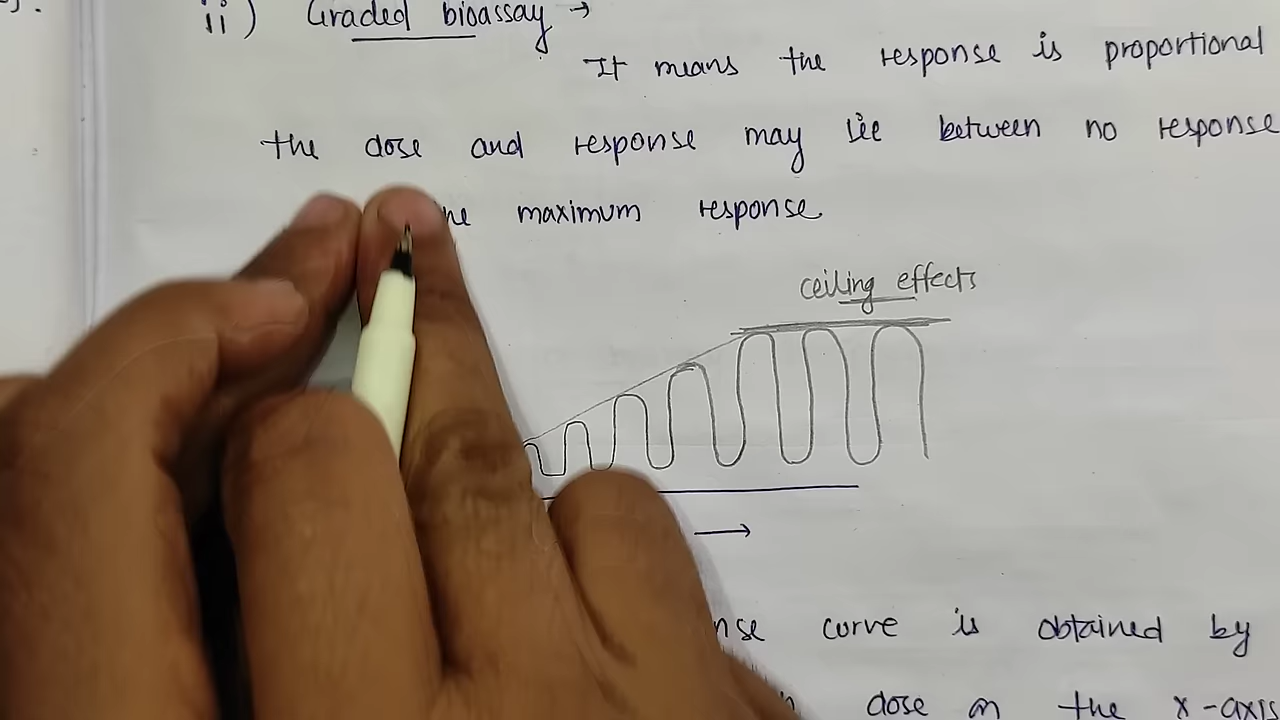 ii) Graded bioassay →
It means the response is proportional
the dose and response may lie between no response
maximum response.
ceiling effects
→
curve is obtained by
dose on the x-axis